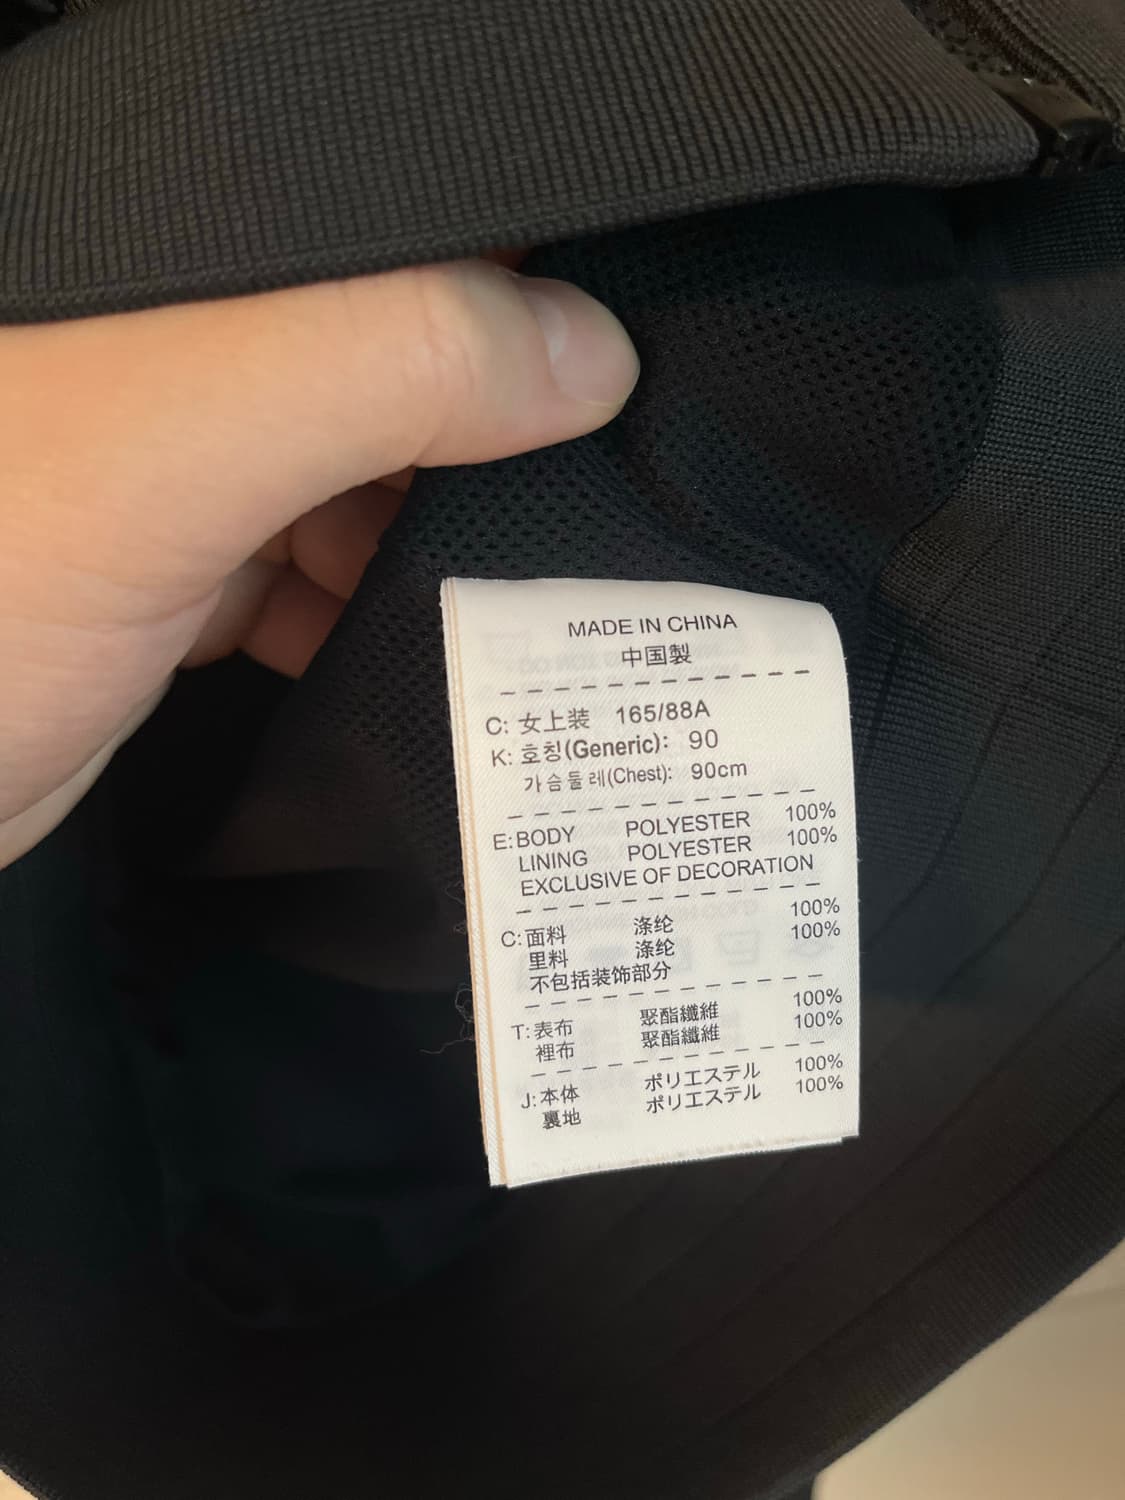 MADE IN CHINA
中国製
C: 女上装 165/88A
K: 호칭(Generic): 90
가슴둘레(Chest): 90cm
E:BODY POLYESTER 100%
LINING POLYESTER 100%
EXCLUSIVE OF DECORATION
C:面料 涤纶 100%
里料 涤纶 100%
不包括装饰部分
T:表布 聚酯纖維 100%
裡布 聚酯纖維 100%
J:本体 ポリエステル 100%
裏地 ポリエステル 100%